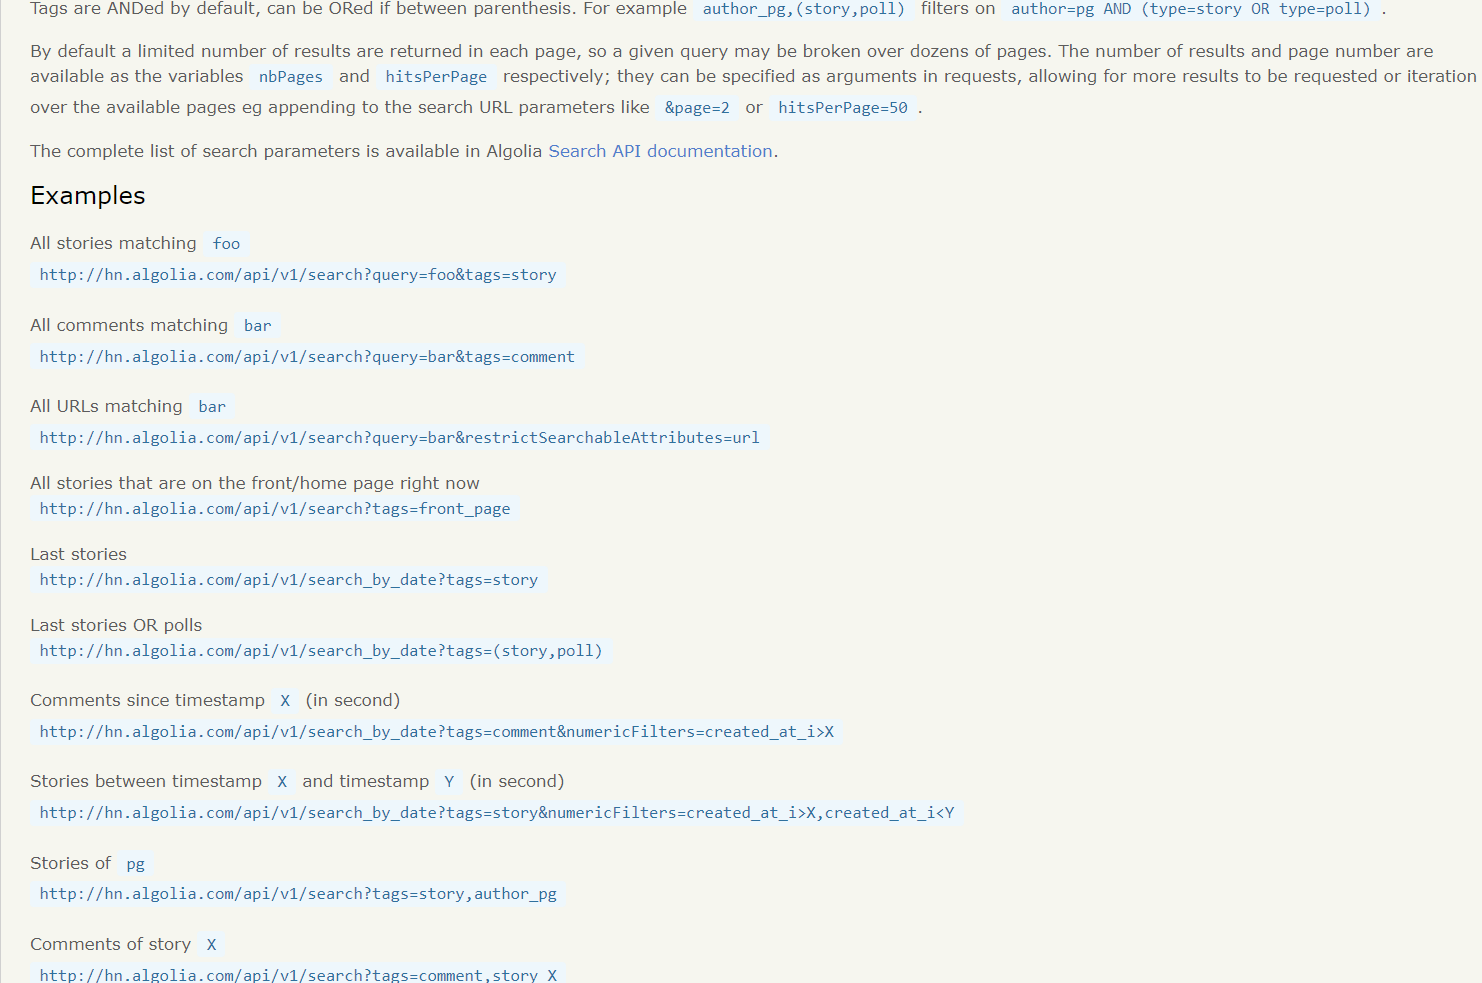 Tags are ANDed by default, can be ORed if between parenthesis. For example author_pg,(story,poll) filters on author=pg AND (type=story OR type=poll) .
By default a limited number of results are returned in each page, so a given query may be broken over dozens of pages. The number of results and page number are
available as the variables nbPages and hitsPerPage respectively; they can be specified as arguments in requests, allowing for more results to be requested or iteration
over the available pages eg appending to the search URL parameters like &page=2 or hitsPerPage=50 .
The complete list of search parameters is available in Algolia Search API documentation.
Examples
All stories matching foo
http://hn.algolia.com/api/v1/search?query=foo&tags=story
All comments matching bar
http://hn.algolia.com/api/v1/search?query=bar&tags=comment
All URLs matching bar
http://hn.algolia.com/api/v1/search?query=bar&restrictSearchableAttributes=url
All stories that are on the front/home page right now
http://hn.algolia.com/api/v1/search?tags=front_page
Last stories
http://hn.algolia.com/api/v1/search_by_date?tags=story
Last stories OR polls
http://hn.algolia.com/api/v1/search_by_date?tags=(story,poll)
Comments since timestamp X (in second)
http://hn.algolia.com/api/v1/search_by_date?tags=comment&numericFilters=created_at_i>X
Stories between timestamp X and timestamp Y (in second)
http://hn.algolia.com/api/v1/search_by_date?tags=story&numericFilters=created_at_i>X,created_at_i<Y
Stories of pg
http://hn.algolia.com/api/v1/search?tags=story,author_pg
Comments of story X
http://hn.algolia.com/api/v1/search?tags=comment,story_X